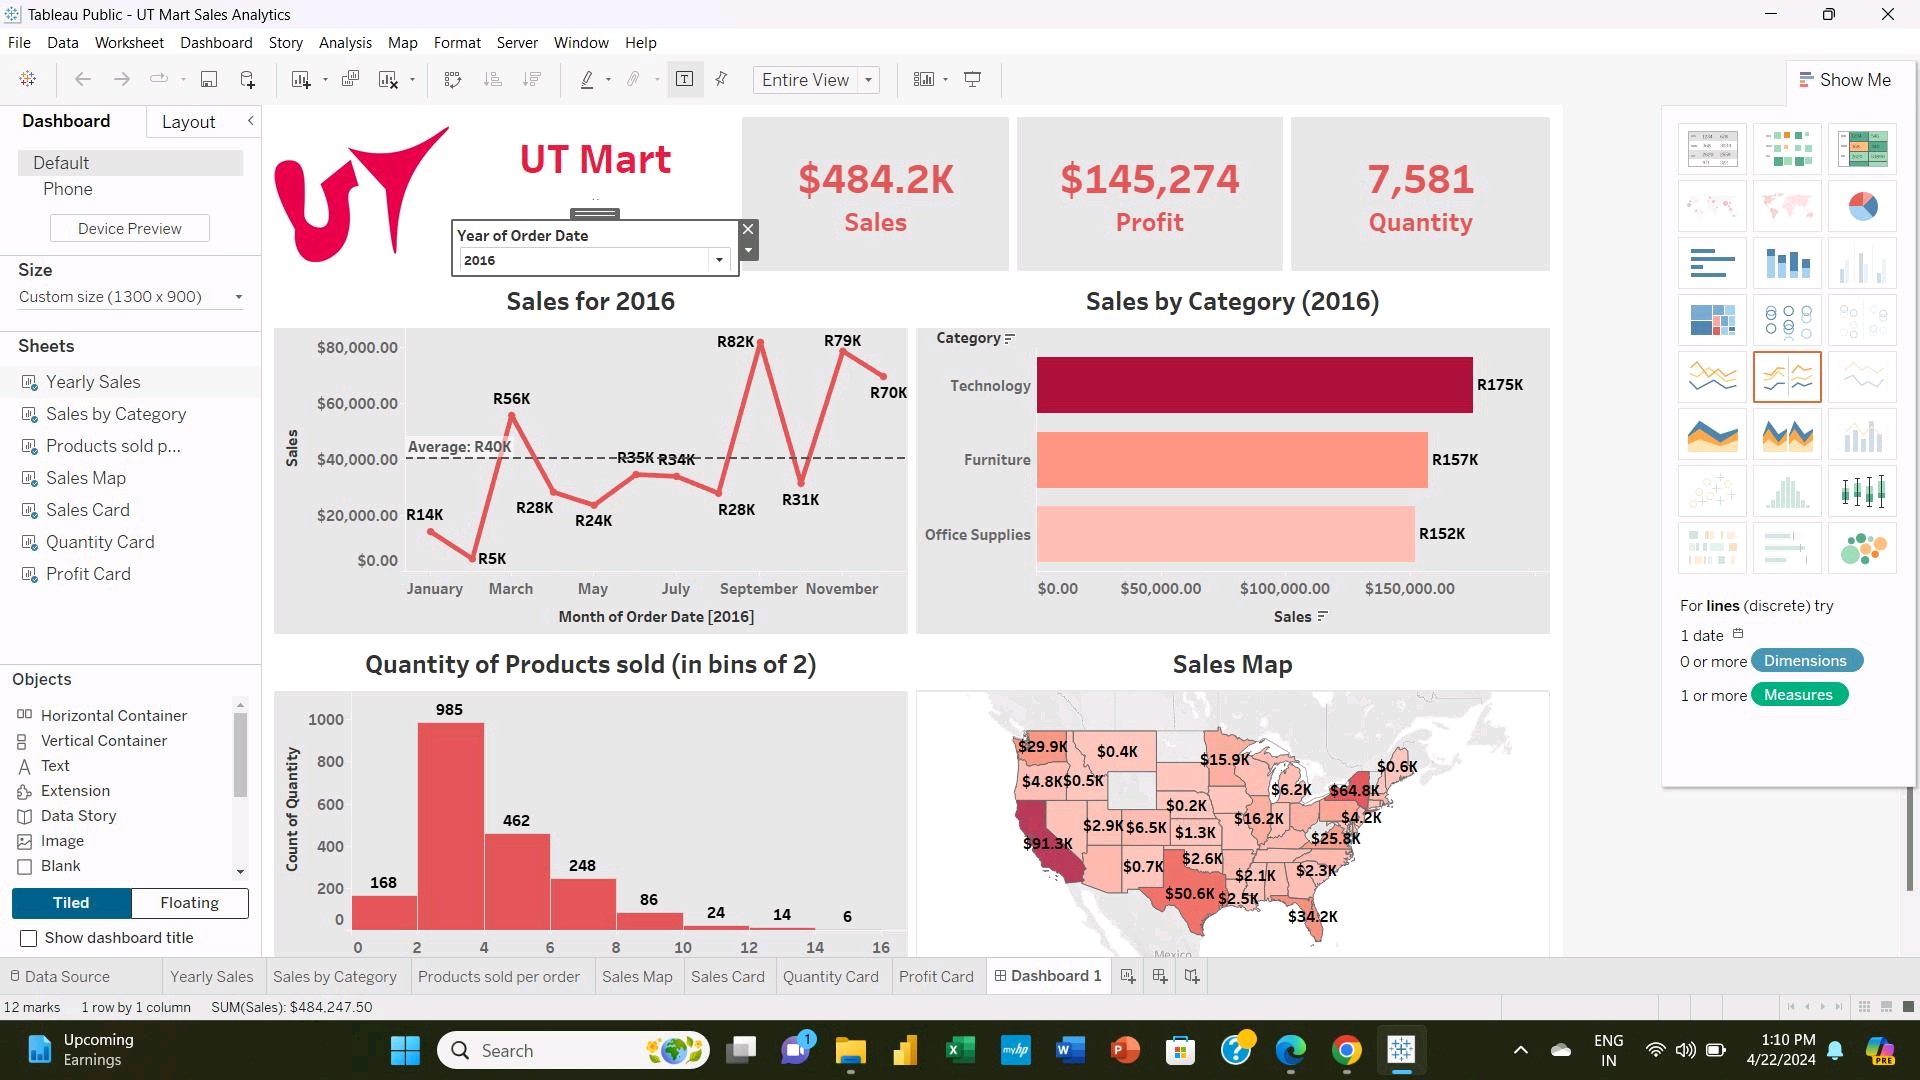 Tableau Public - UT Mart Sales Analytics
File Data Worksheet Dashboard Story Analysis Map Format Server Window Help
Entire View
Show Me
Dashboard
Layout
Default
Phone
Device Preview
Size
Custom size (1300 x 900)
Sheets
Yearly Sales
Sales by Category
Products sold p...
Sales Map
Sales Card
Quantity Card
Profit Card
Objects
Horizontal Container
Vertical Container
Text
Extension
Data Story
Image
Blank
Tiled
Floating
Show dashboard title
UT
UT Mart
Year of Order Date
2016
$484.2K
Sales
$145,274
Profit
7,581
Quantity
Sales for 2016
$80,000.00
$60,000.00
$40,000.00
$20,000.00
$0.00
Sales
Average: R40K
R14K
R5K
R56K
R28K
R24K
R35K
R34K
R28K
R82K
R31K
R79K
R70K
January March May July September November
Month of Order Date [2016]
Sales by Category (2016)
Category
Technology
R175K
Furniture
R157K
Office Supplies
R152K
$0.00 $50,000.00 $100,000.00 $150,000.00
Sales
Quantity of Products sold (in bins of 2)
Count of Quantity
1000
800
600
400
200
0
168
985
462
248
86
24
14
6
0 2 4 6 8 10 12 14 16
Sales Map
$29.9K
$0.4K
$15.9K
$0.6K
$4.8K
$0.5K
$6.2K
$64.8K
$0.2K
$4.2K
$2.9K
$6.5K
$1.3K
$16.2K
$25.8K
$91.3K
$0.7K
$2.6K
$2.1K
$2.3K
$50.6K
$2.5K
$34.2K
Mexico
For lines (discrete) try
1 date
0 or more Dimensions
1 or more Measures
Data Source
Yearly Sales
Sales by Category
Products sold per order
Sales Map
Sales Card
Quantity Card
Profit Card
Dashboard 1
12 marks 1 row by 1 column SUM(Sales): $484,247.50
Upcoming
Earnings
Search
1
myhp
ENG
IN
1:10 PM
4/22/2024
PRE